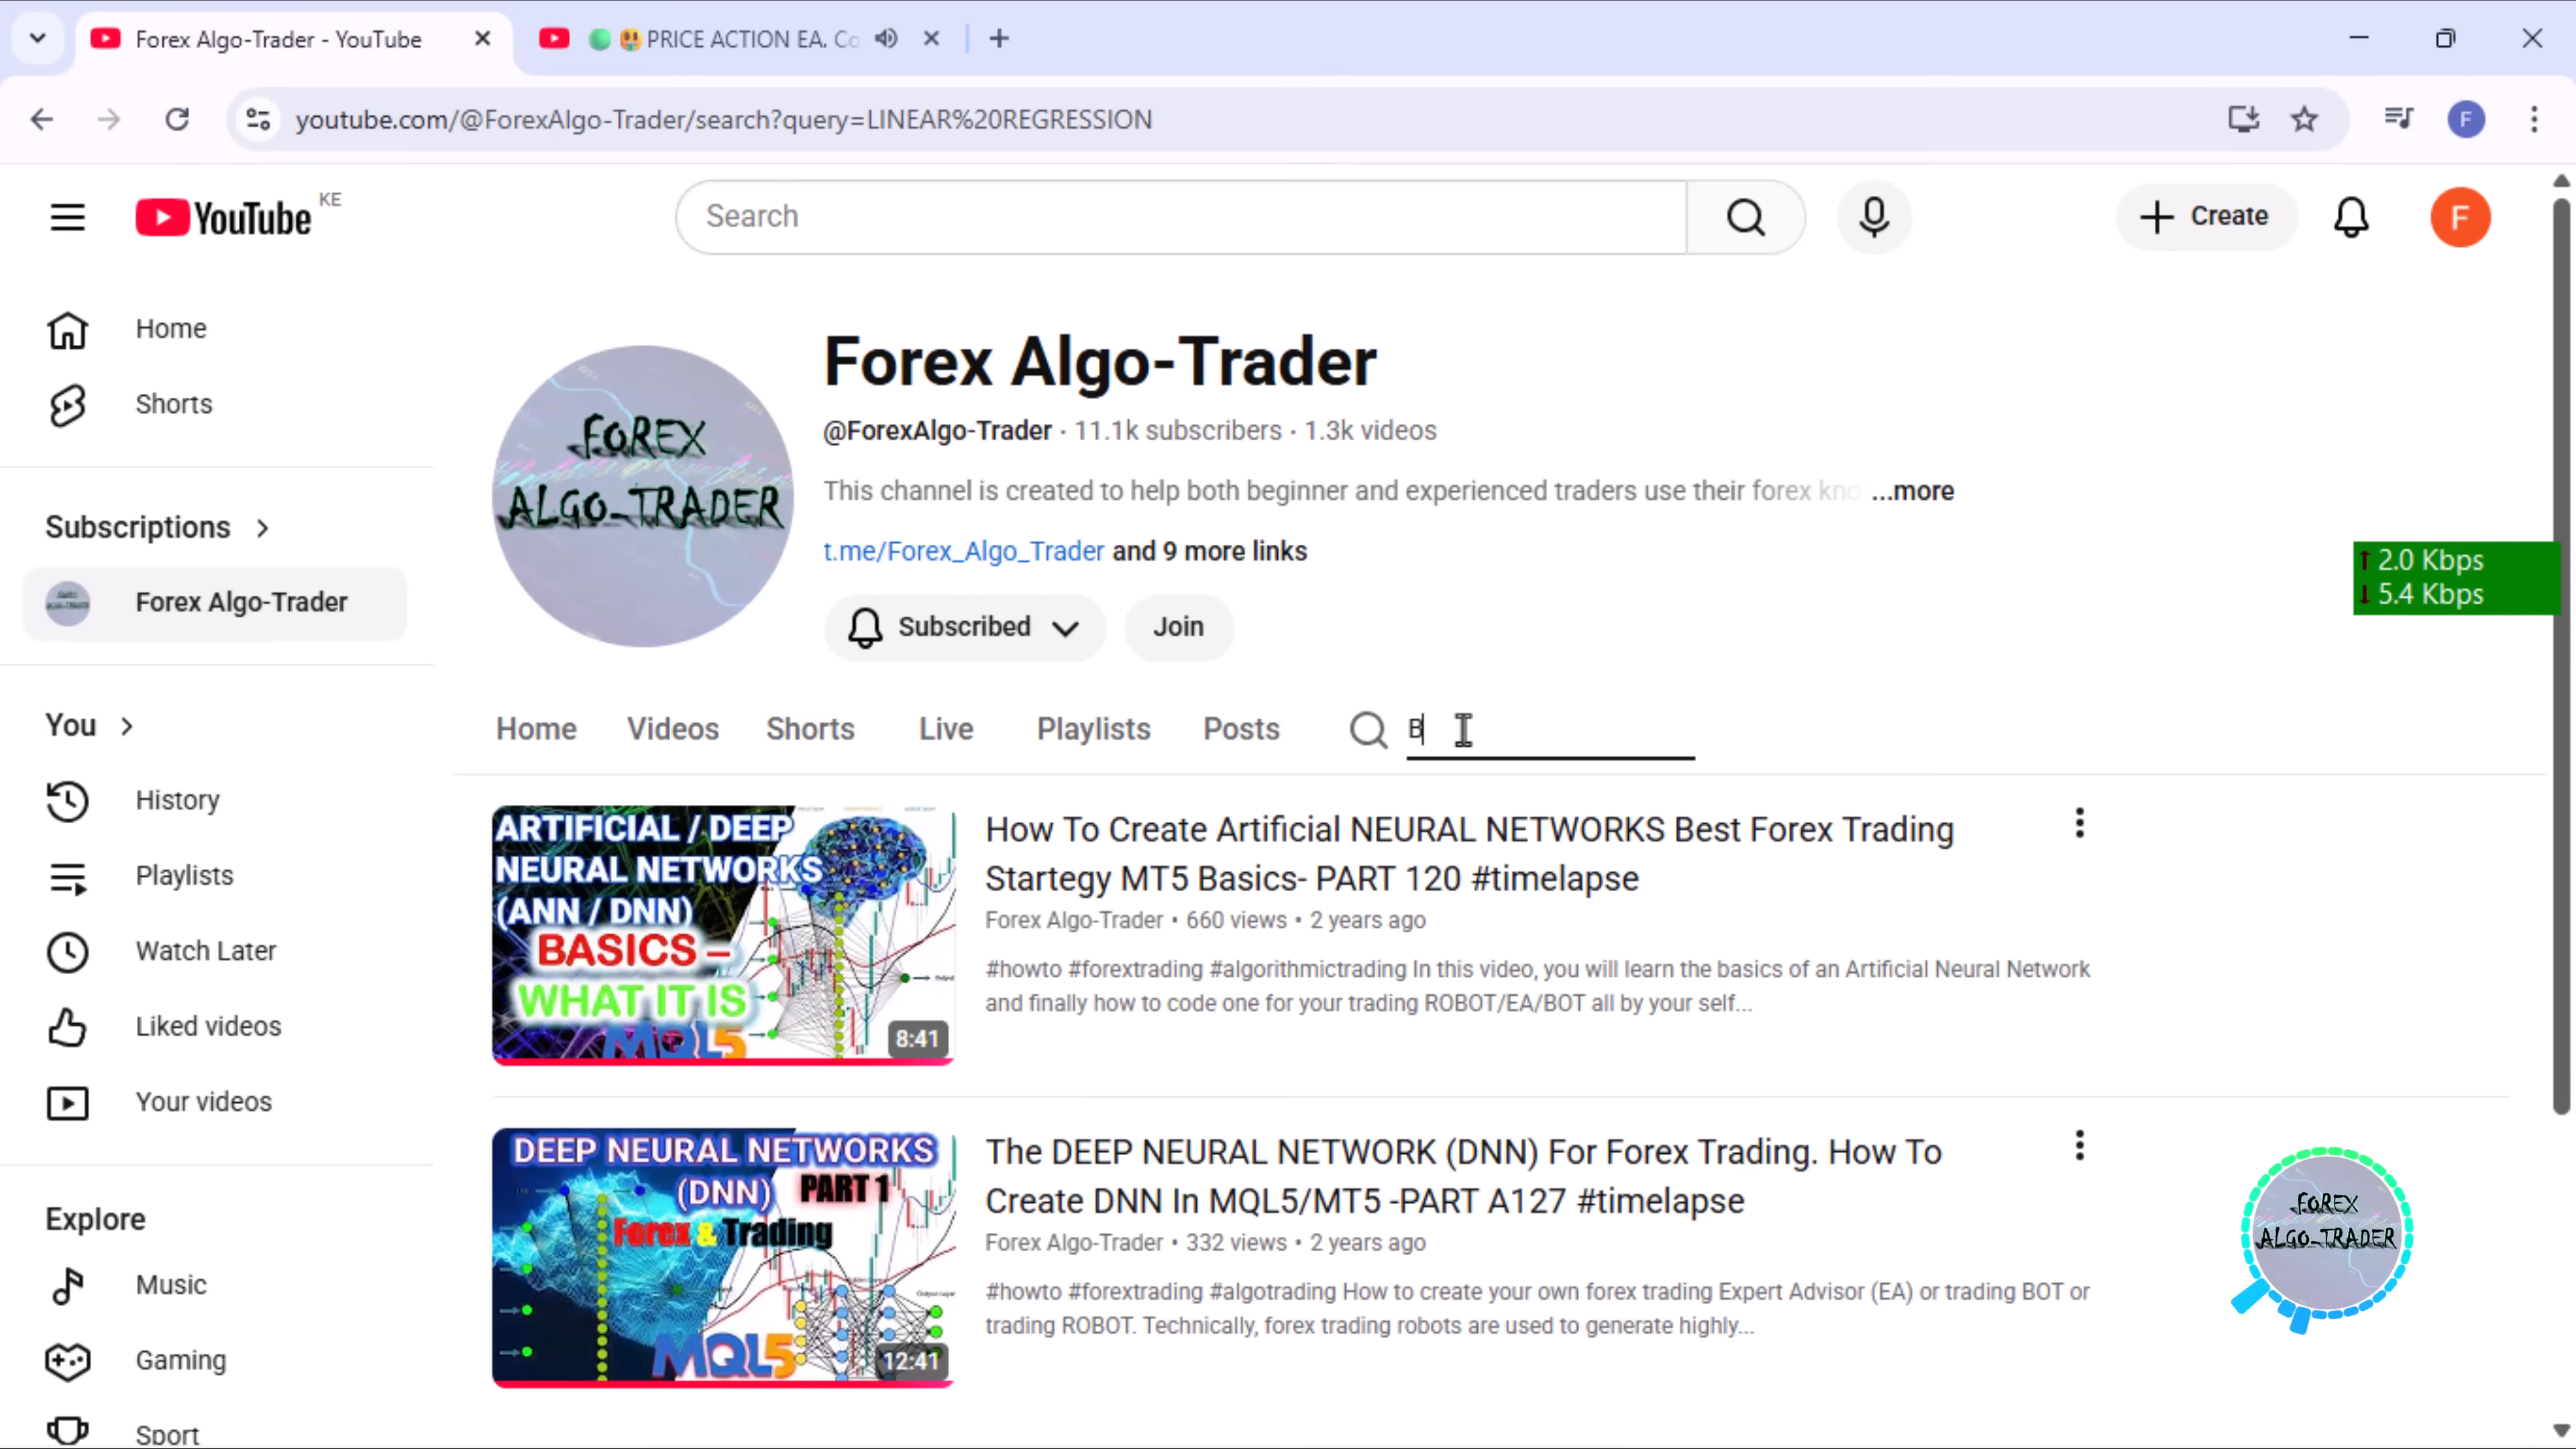 Forex Algo-Trader - YouTube
PRICE ACTION EA. Co
youtube.com/@ForexAlgo-Trader/search?query=LINEAR%20REGRESSION
F
YouTube KE
Search
Create
F
Home
Shorts
Subscriptions
Forex Algo-Trader
You
History
Playlists
Watch Later
Liked videos
Your videos
Explore
Music
Gaming
Sport
FOREX
ALGO-TRADER
Forex Algo-Trader
@ForexAlgo-Trader · 11.1k subscribers · 1.3k videos
This channel is created to help both beginner and experienced traders use their forex kno ...more
t.me/Forex_Algo_Trader and 9 more links
Subscribed
Join
2.0 Kbps
5.4 Kbps
Home Videos Shorts Live Playlists Posts B
ARTIFICIAL / DEEP
NEURAL NETWORKS
(ANN / DNN)
BASICS –
WHAT IT IS
MQL5
8:41
How To Create Artificial NEURAL NETWORKS Best Forex Trading
Startegy MT5 Basics- PART 120 #timelapse
Forex Algo-Trader • 660 views • 2 years ago
#howto #forextrading #algorithmictrading In this video, you will learn the basics of an Artificial Neural Network
and finally how to code one for your trading ROBOT/EA/BOT all by your self...
DEEP NEURAL NETWORKS
(DNN) PART 1
Forex & Trading
MQL5
12:41
The DEEP NEURAL NETWORK (DNN) For Forex Trading. How To
Create DNN In MQL5/MT5 -PART A127 #timelapse
Forex Algo-Trader • 332 views • 2 years ago
#howto #forextrading #algotrading How to create your own forex trading Expert Advisor (EA) or trading BOT or
trading ROBOT. Technically, forex trading robots are used to generate highly...
FOREX
ALGO-TRADER